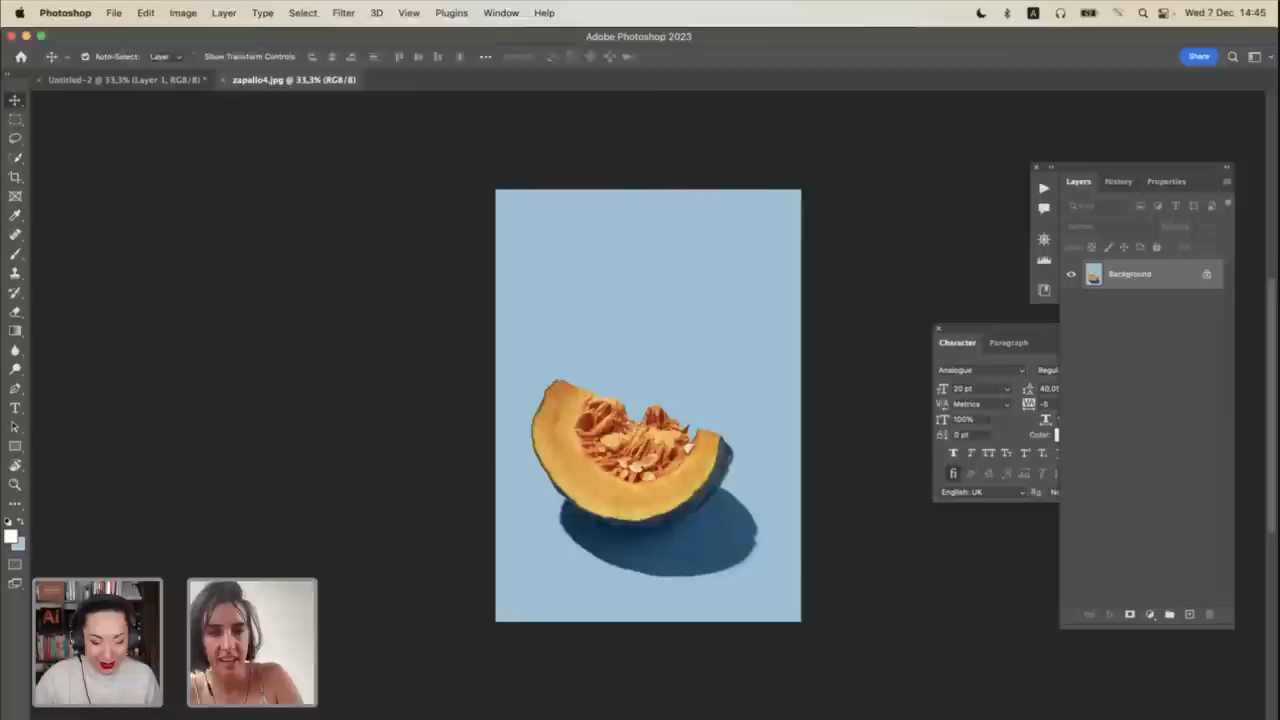 Photoshop File Edit Image Layer Type Select Filter 3D View Plugins Window Help A Wed 7 Dec 14:45
Adobe Photoshop 2023
Auto-Select: Layer Show Transform Controls Share
Untitled-2 @ 33,3% (Layer 1, RGB/8) * zapallo4.jpg @ 33,3% (RGB/8)
Layers History Properties
Background
Character Paragraph
Analogue Regul
20 pt 40,05
Metrics -5
100%
0 pt Color:
English: UK
Ai